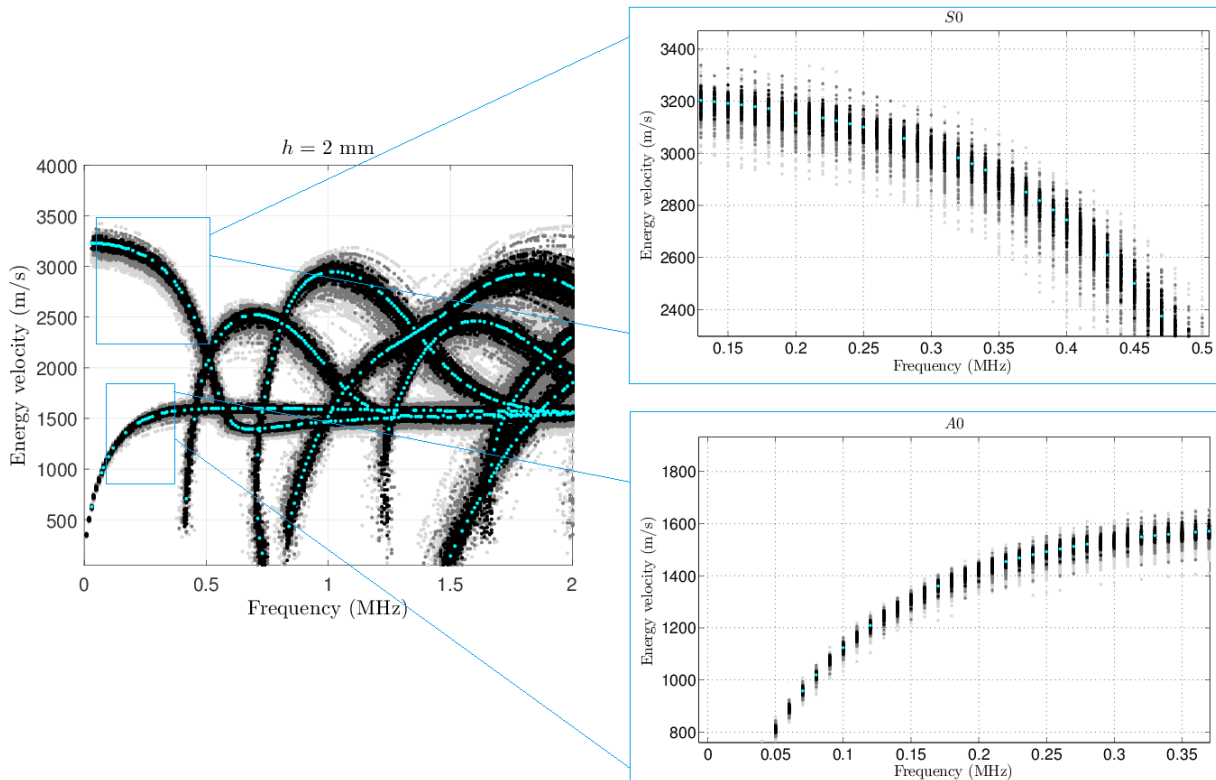 h = 2 mm
4000
3500
3000
2500
2000
1500
1000
500
Energy velocity (m/s)
0 0.5 1 1.5 2
Frequency (MHz)
S0
3400
3200
3000
2800
2600
2400
Energy velocity (m/s)
0.15 0.2 0.25 0.3 0.35 0.4 0.45 0.5
Frequency (MHz)
A0
1800
1600
1400
1200
1000
800
Energy velocity (m/s)
0 0.05 0.1 0.15 0.2 0.25 0.3 0.35
Frequency (MHz)